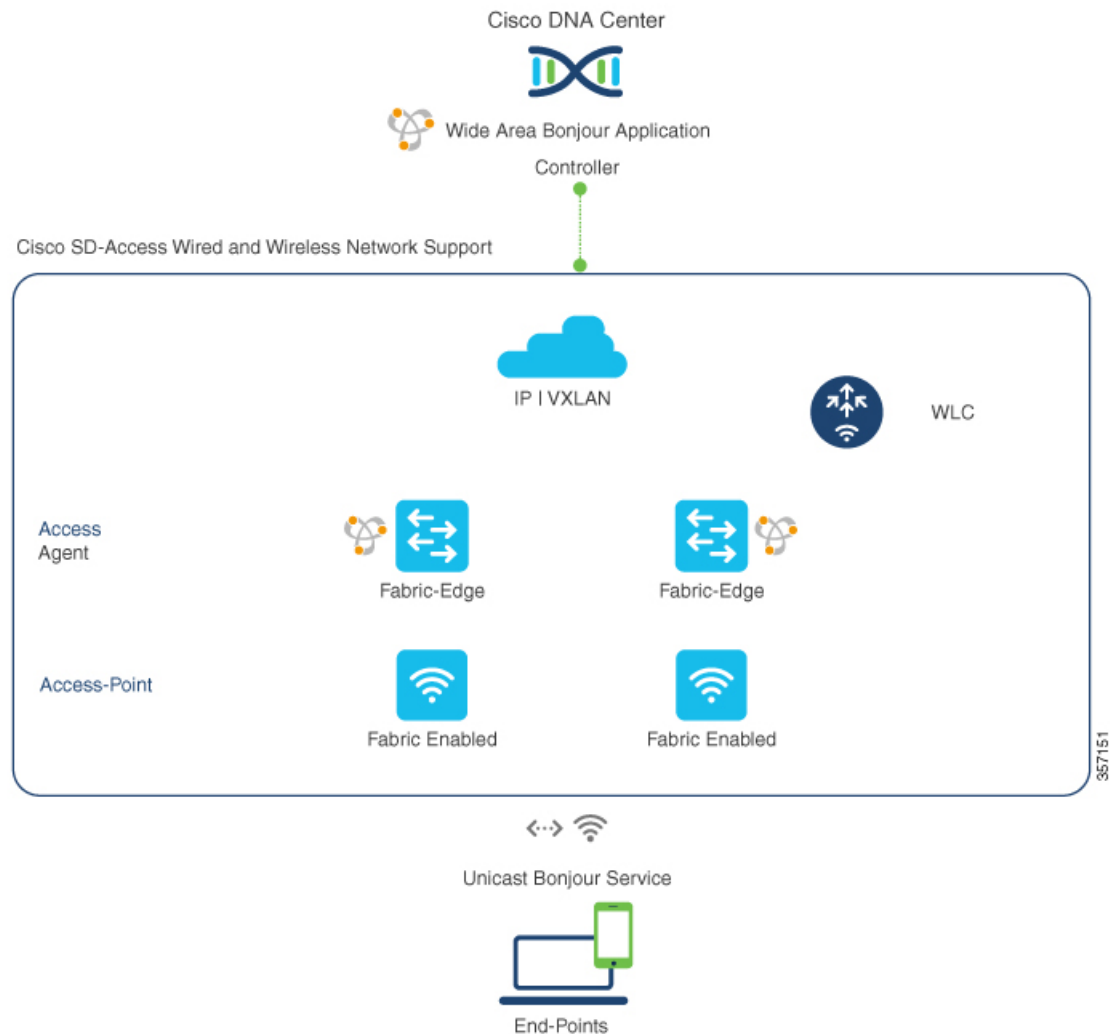 Cisco DNA Center
Wide Area Bonjour Application
Controller
Cisco SD-Access Wired and Wireless Network Support
IP | VXLAN
WLC
Access
Agent
Fabric-Edge
Fabric-Edge
Access-Point
Fabric Enabled
Fabric Enabled
357151
Unicast Bonjour Service
End-Points